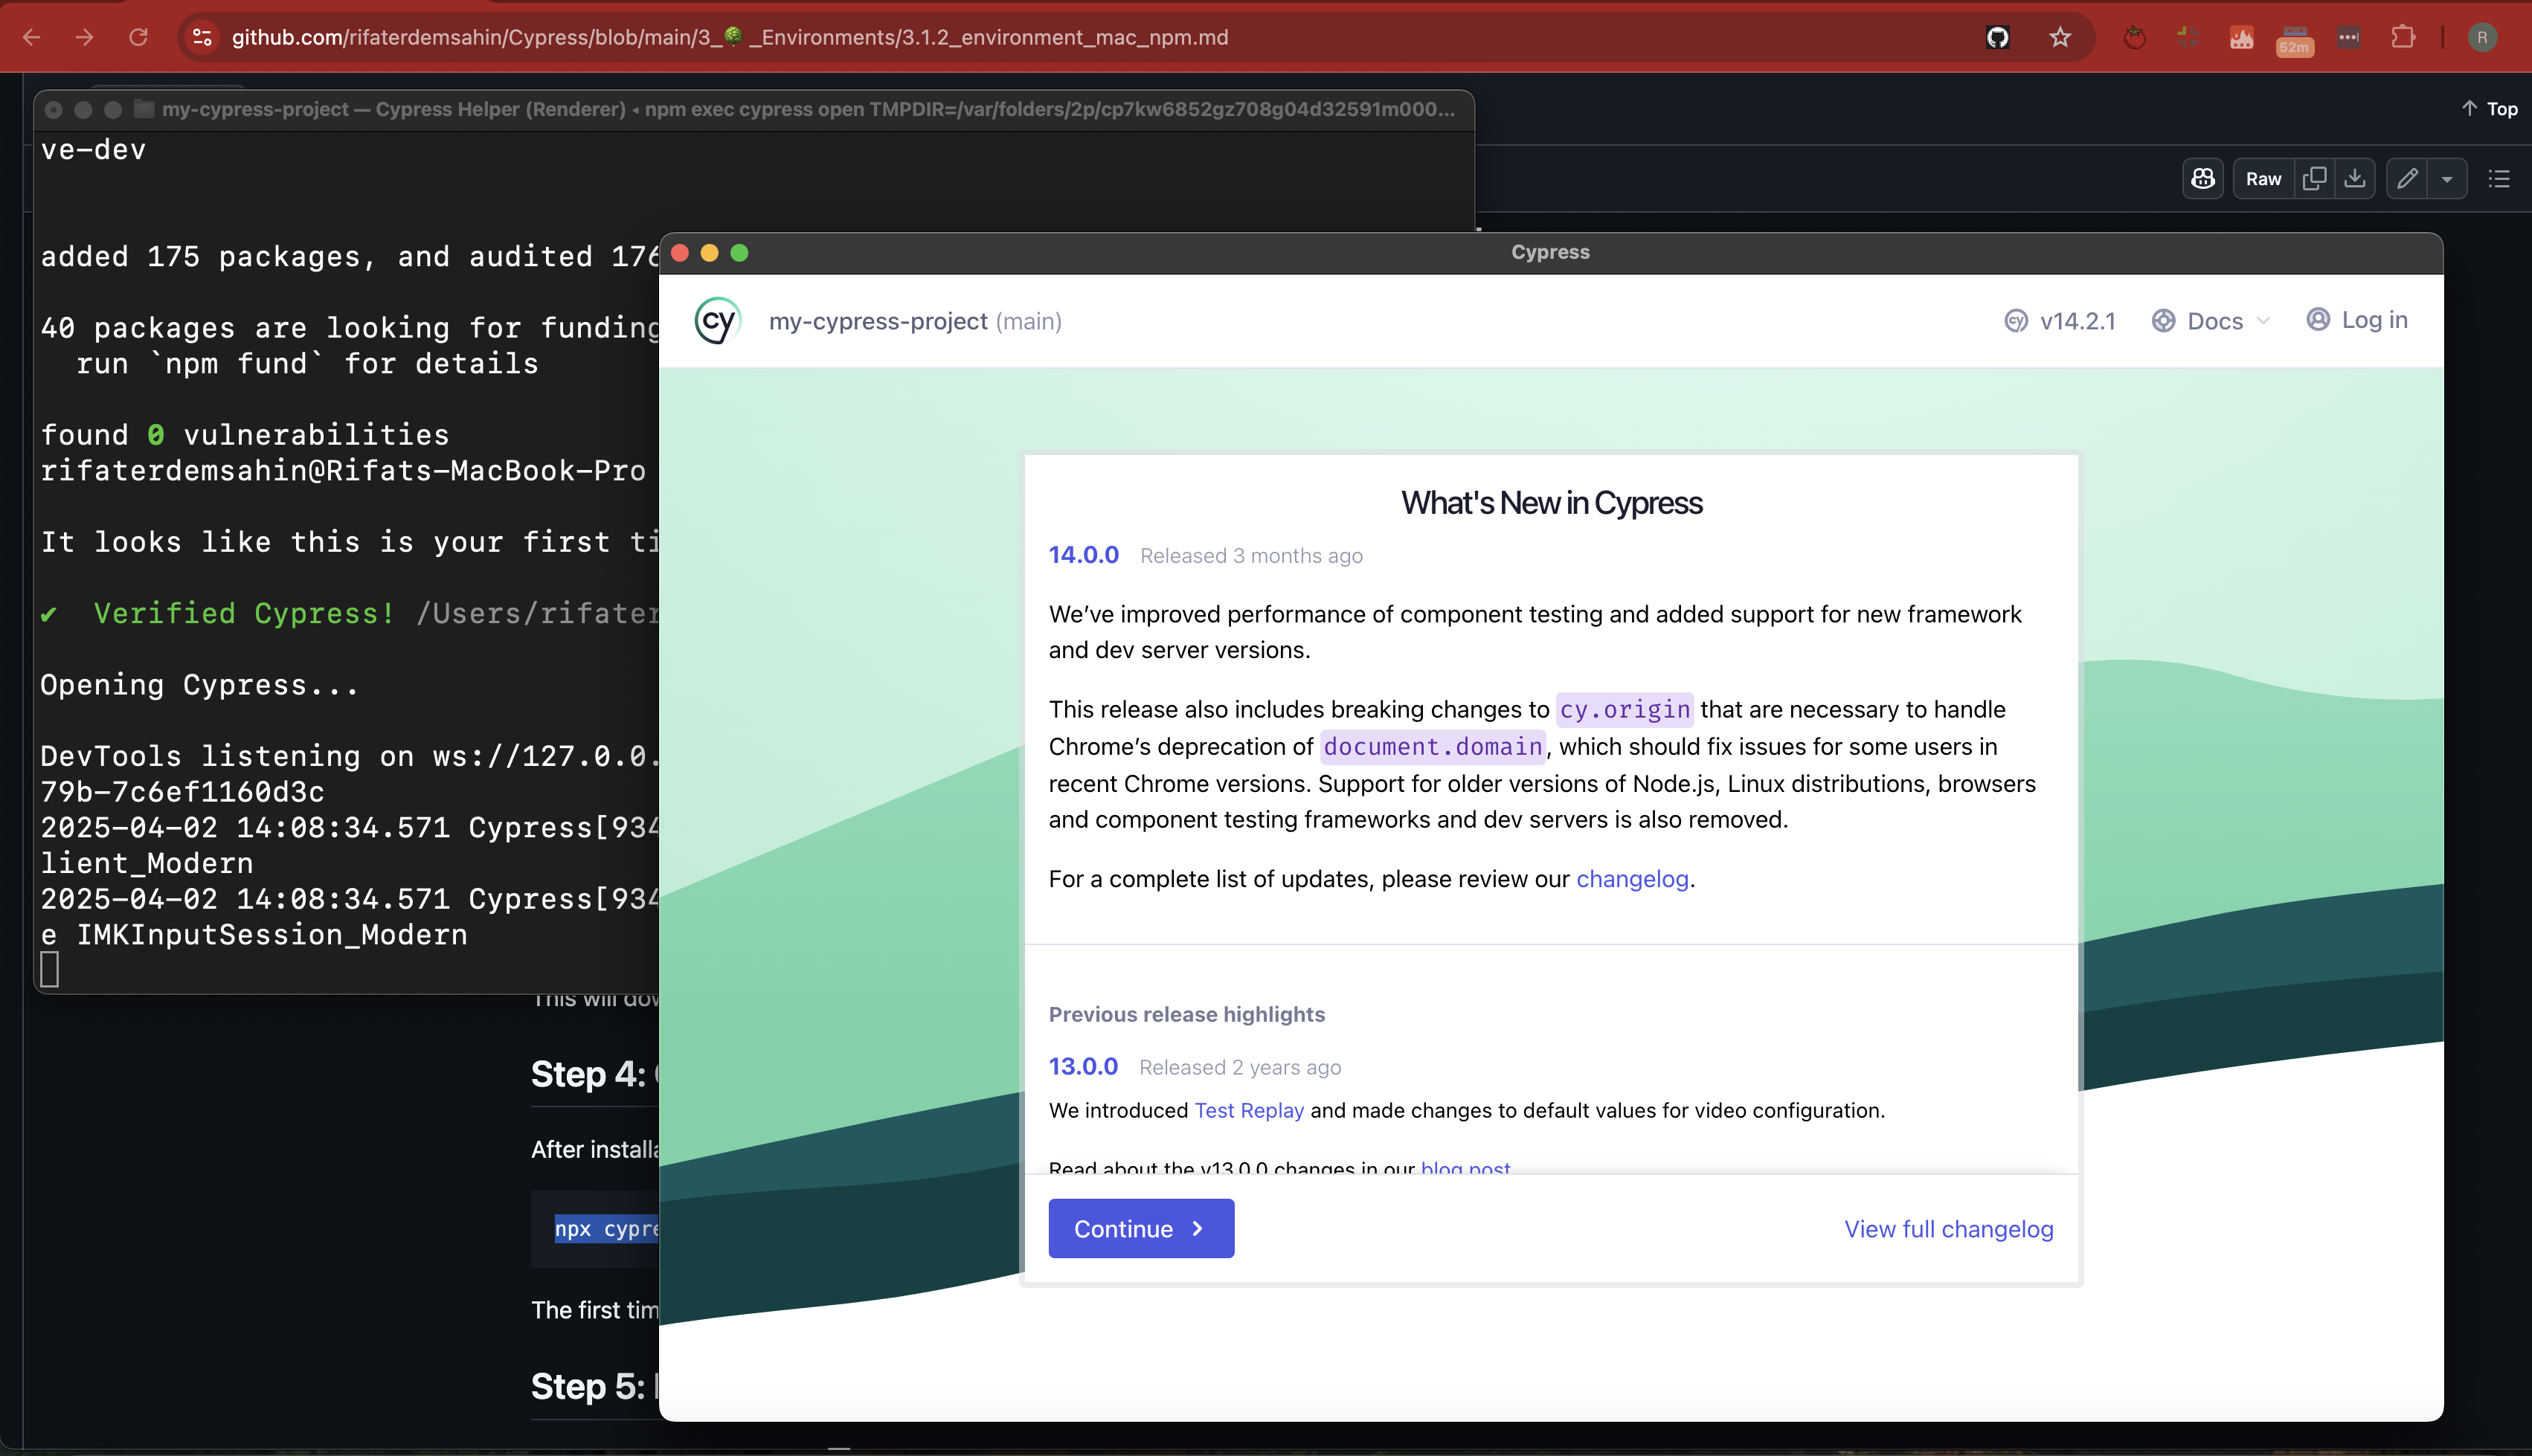 github.com/rifaterdemsahin/Cypress/blob/main/3_🌳_Environments/3.1.2_environment_mac_npm.md
52m
R
Top
Raw
my-cypress-project — Cypress Helper (Renderer) ◂ npm exec cypress open TMPDIR=/var/folders/2p/cp7kw6852gz708g04d32591m000...
ve-dev
added 175 packages, and audited 176
40 packages are looking for funding
run `npm fund` for details
found 0 vulnerabilities
rifaterdemsahin@Rifats-MacBook-Pro
It looks like this is your first ti
✔ Verified Cypress! /Users/rifater
Opening Cypress...
DevTools listening on ws://127.0.0.
79b-7c6ef1160d3c
2025-04-02 14:08:34.571 Cypress[934
lient_Modern
2025-04-02 14:08:34.571 Cypress[934
e IMKInputSession_Modern
This will dow
Step 4:
After installa
npx cypre
The first tim
Step 5:
Cypress
cy
my-cypress-project (main)
cy v14.2.1
Docs
Log in
What's New in Cypress
14.0.0 Released 3 months ago
We’ve improved performance of component testing and added support for new framework
and dev server versions.
This release also includes breaking changes to cy.origin that are necessary to handle
Chrome’s deprecation of document.domain, which should fix issues for some users in
recent Chrome versions. Support for older versions of Node.js, Linux distributions, browsers
and component testing frameworks and dev servers is also removed.
For a complete list of updates, please review our changelog.
Previous release highlights
13.0.0 Released 2 years ago
We introduced Test Replay and made changes to default values for video configuration.
Read about the v13.0.0 changes in our blog post
Continue
View full changelog